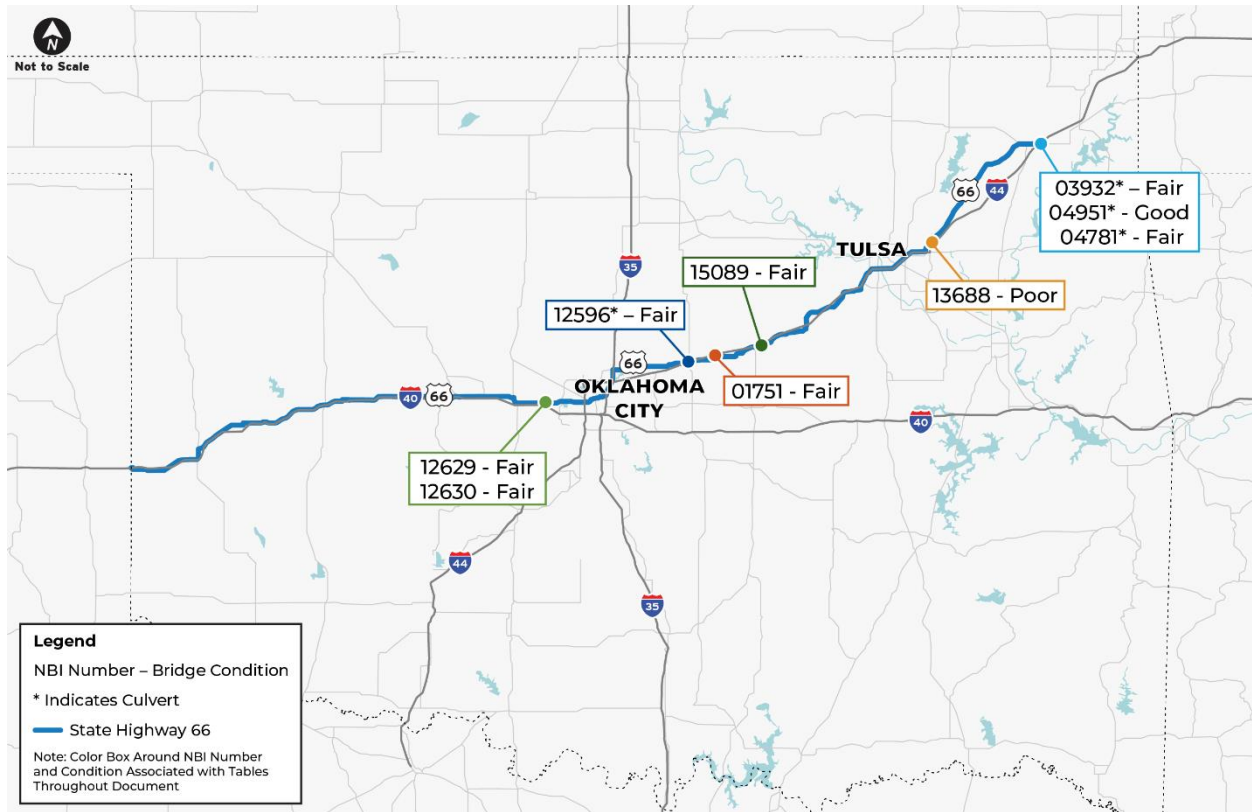 N
Not to Scale
66
44
03932* – Fair
04951* - Good
04781* - Fair
TULSA
35
15089 - Fair
13688 - Poor
12596* – Fair
66
OKLAHOMA
CITY
01751 - Fair
40
66
40
12629 - Fair
12630 - Fair
44
35
Legend
NBI Number – Bridge Condition
* Indicates Culvert
State Highway 66
Note: Color Box Around NBI Number
and Condition Associated with Tables
Throughout Document